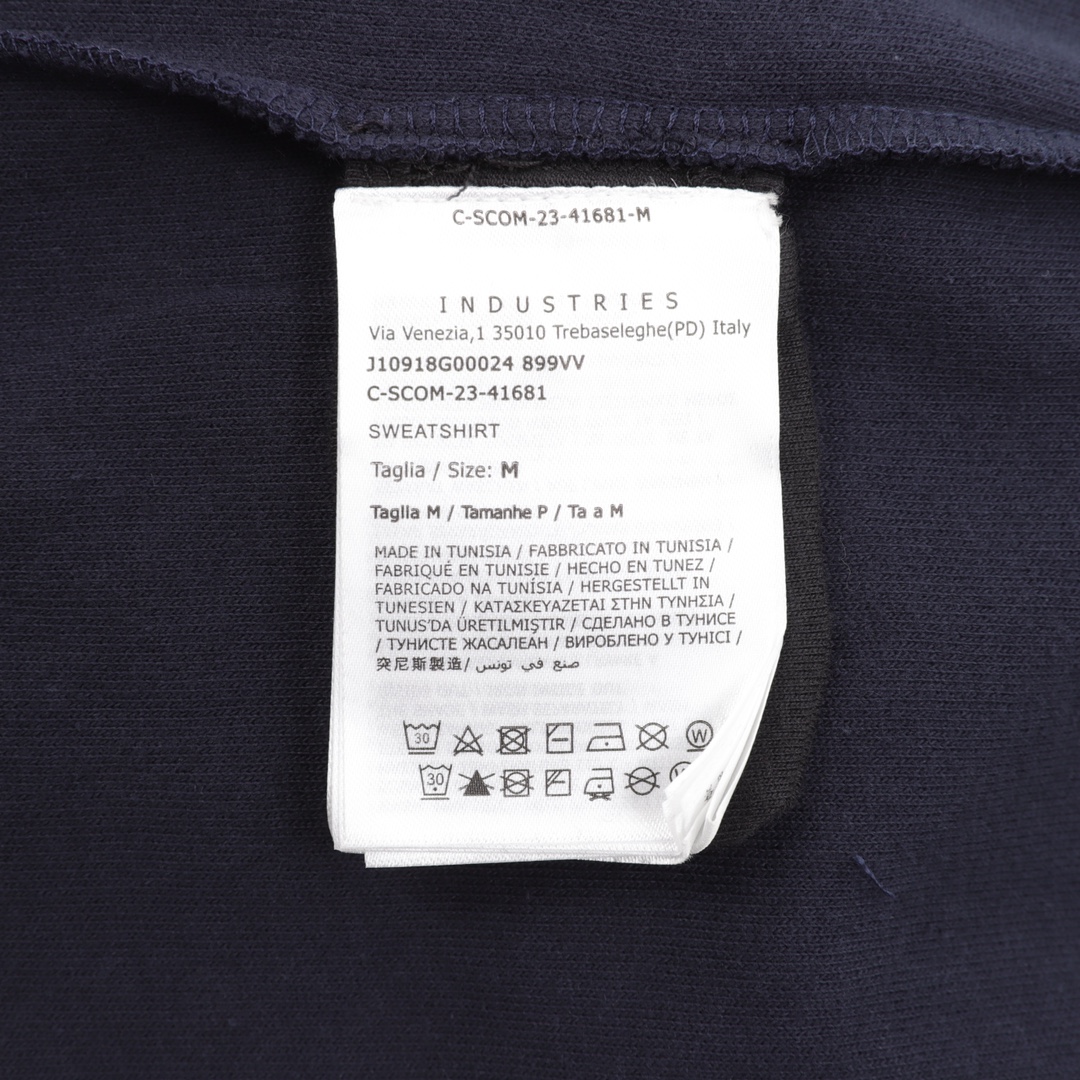 C-SCOM-23-41681-M
INDUSTRIES
Via Venezia,1 35010 Trebaseleghe(PD) Italy
J10918G00024 899VV
C-SCOM-23-41681
SWEATSHIRT
Taglia / Size: M
Taglia M / Tamanhe P / Ta a M
MADE IN TUNISIA / FABBRICATO IN TUNISIA /
FABRIQUÉ EN TUNISIE / HECHO EN TUNEZ /
FABRICADO NA TUNÍSIA / HERGESTELLT IN
TUNESIEN / ΚΑΤΑΣΚΕΥΑΖΕΤΑΙ ΣΤΗΝ ΤΥΝΗΣΙΑ /
TUNUS'DA ÜRETILMIŞTIR / СДЕЛАНО В ТУНИСЕ
/ ТУНИСТЕ ЖАСАЛЕАН / ВИРОБЛЕНО У ТУНІСІ /
突尼斯製造/ صنع في تونس
30 W
30